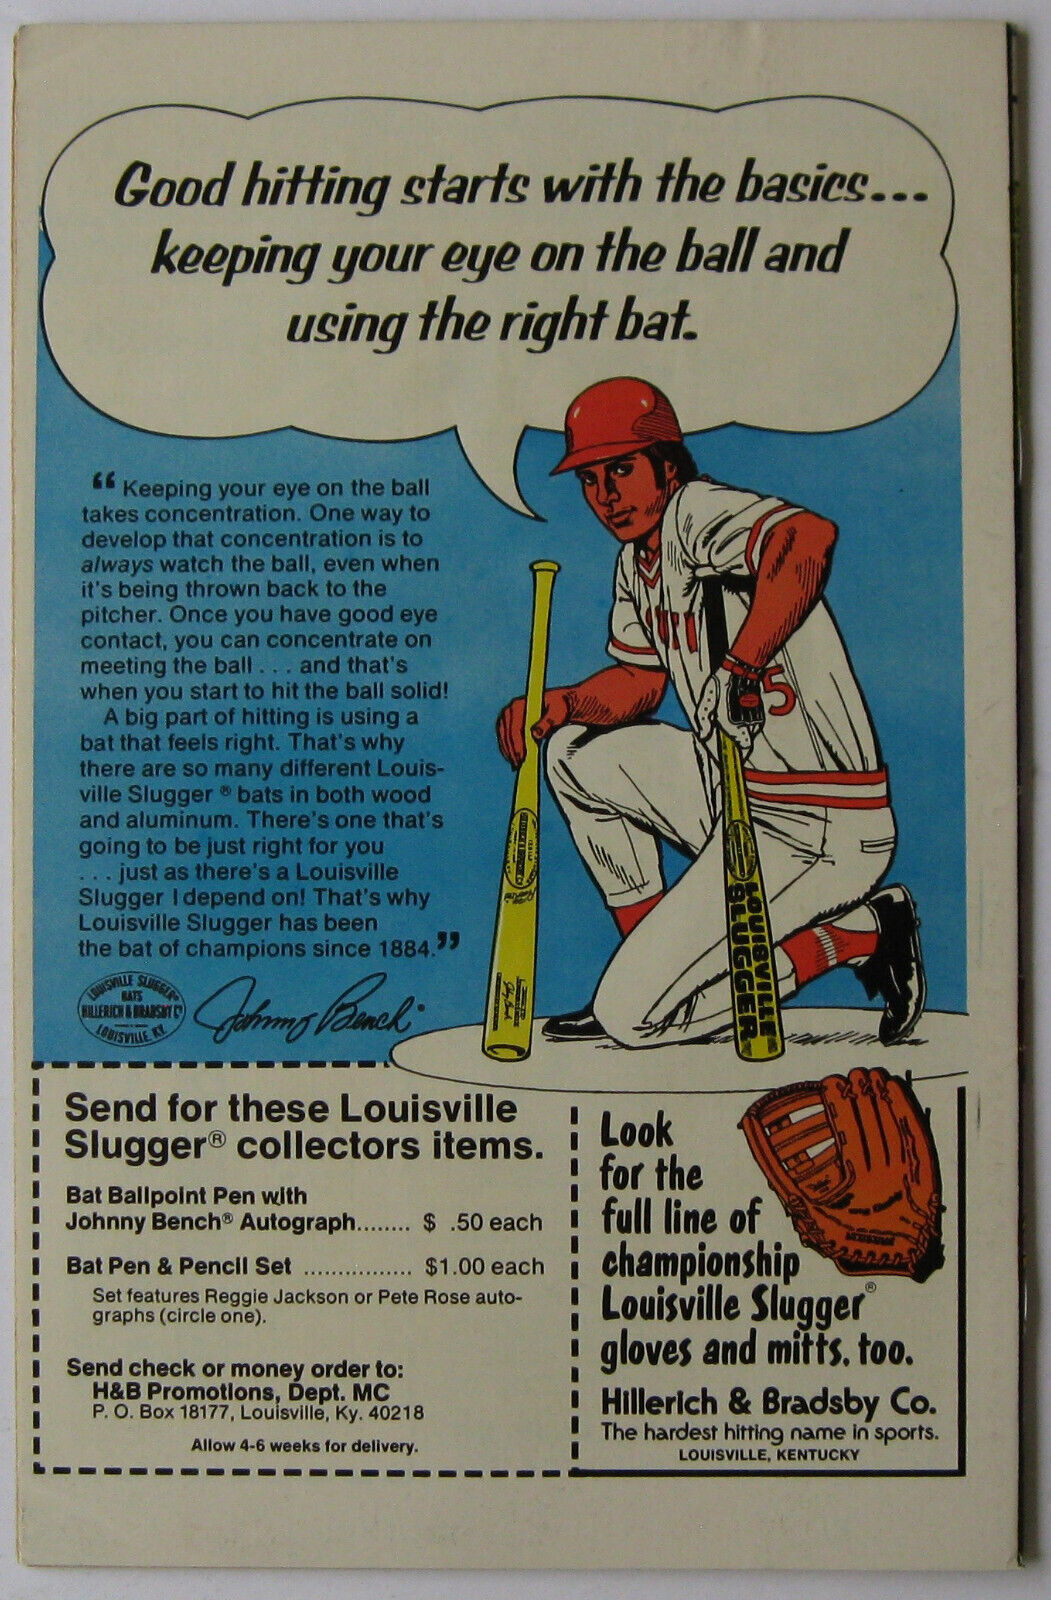 Good hitting starts with the basics...
keeping your eye on the ball and
using the right bat.
“ Keeping your eye on the ball
takes concentration. One way to
develop that concentration is to
always watch the ball, even when
it's being thrown back to the
pitcher. Once you have good eye
contact, you can concentrate on
meeting the ball . . . and that's
when you start to hit the ball solid!
A big part of hitting is using a
bat that feels right. That's why
there are so many different Louis-
ville Slugger ® bats in both wood
and aluminum. There's one that's
going to be just right for you
. . . just as there's a Louisville
Slugger I depend on! That's why
Louisville Slugger has been
the bat of champions since 1884.”
LOUISVILLE SLUGGER®
BATS
HILLERICH & BRADSBY Co
LOUISVILLE, KY.
Johnny Bench
5
LOUISVILLE
SLUGGER
Send for these Louisville
Slugger® collectors items.
Bat Ballpoint Pen with
Johnny Bench® Autograph........ $ .50 each
Bat Pen & Pencil Set ................ $1.00 each
Set features Reggie Jackson or Pete Rose auto-
graphs (circle one).
Send check or money order to:
H&B Promotions, Dept. MC
P. O. Box 18177, Louisville, Ky. 40218
Allow 4-6 weeks for delivery.
Look
for the
full line of
championship
Louisville Slugger®
gloves and mitts, too.
Hillerich & Bradsby Co.
The hardest hitting name in sports.
LOUISVILLE, KENTUCKY